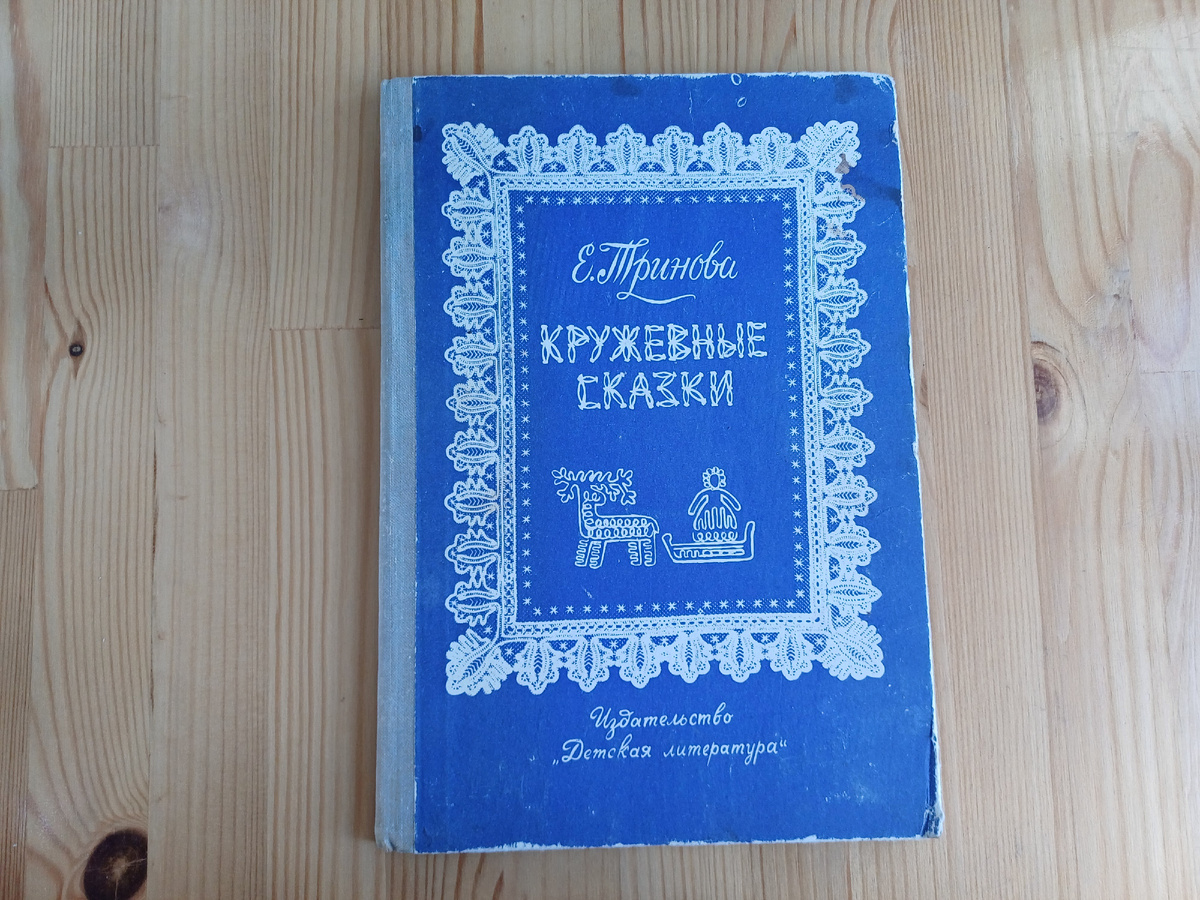 Е. Тринова
КРУЖЕВНЫЕ
СКАЗКИ
Издательство
„Детская литература“